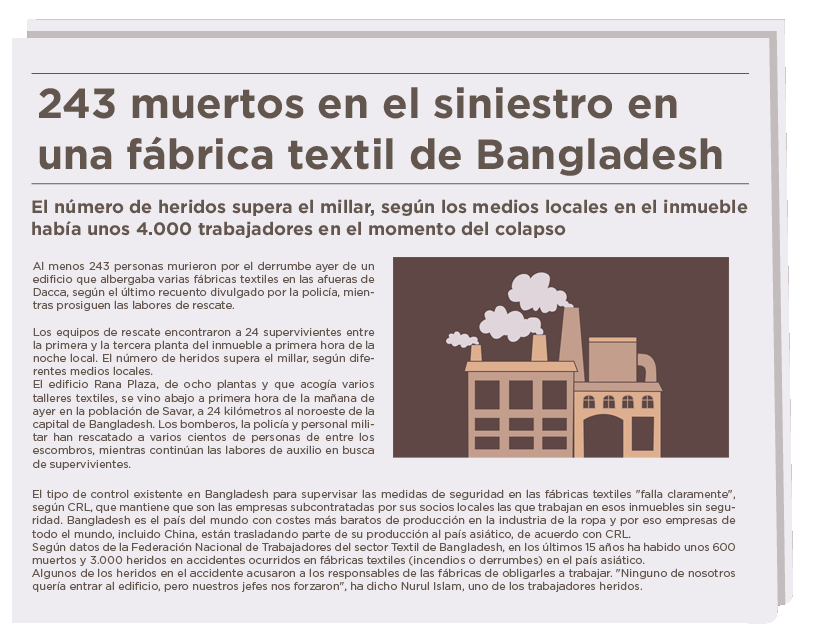 243 muertos en el siniestro en
una fábrica textil de Bangladesh
El número de heridos supera el millar, según los medios locales en el inmueble
había unos 4.000 trabajadores en el momento del colapso
Al menos 243 personas murieron por el derrumbe ayer de un
edificio que albergaba varias fábricas textiles en las afueras de
Dacca, según el último recuento divulgado por la policía, mien-
tras prosiguen las labores de rescate.
Los equipos de rescate encontraron a 24 supervivientes entre
la primera y la tercera planta del inmueble a primera hora de la
noche local. El número de heridos supera el millar, según dife-
rentes medios locales.
El edificio Rana Plaza, de ocho plantas y que acogía varios
talleres textiles, se vino abajo a primera hora de la mañana de
ayer en la población de Savar, a 24 kilómetros al noroeste de la
capital de Bangladesh. Los bomberos, la policía y personal mili-
tar han rescatado a varios cientos de personas de entre los
escombros, mientras continúan las labores de auxilio en busca
de supervivientes.
El tipo de control existente en Bangladesh para supervisar las medidas de seguridad en las fábricas textiles "falla claramente",
según CRL, que mantiene que son las empresas subcontratadas por sus socios locales las que trabajan en esos inmuebles sin segu-
ridad. Bangladesh es el país del mundo con costes más baratos de producción en la industria de la ropa y por eso empresas de
todo el mundo, incluido China, están trasladando parte de su producción al país asiático, de acuerdo con CRL.
Según datos de la Federación Nacional de Trabajadores del sector Textil de Bangladesh, en los últimos 15 años ha habido unos 600
muertos y 3.000 heridos en accidentes ocurridos en fábricas textiles (incendios o derrumbes) en el país asiático.
Algunos de los heridos en el accidente acusaron a los responsables de las fábricas de obligarles a trabajar. "Ninguno de nosotros
quería entrar al edificio, pero nuestros jefes nos forzaron", ha dicho Nurul Islam, uno de los trabajadores heridos.